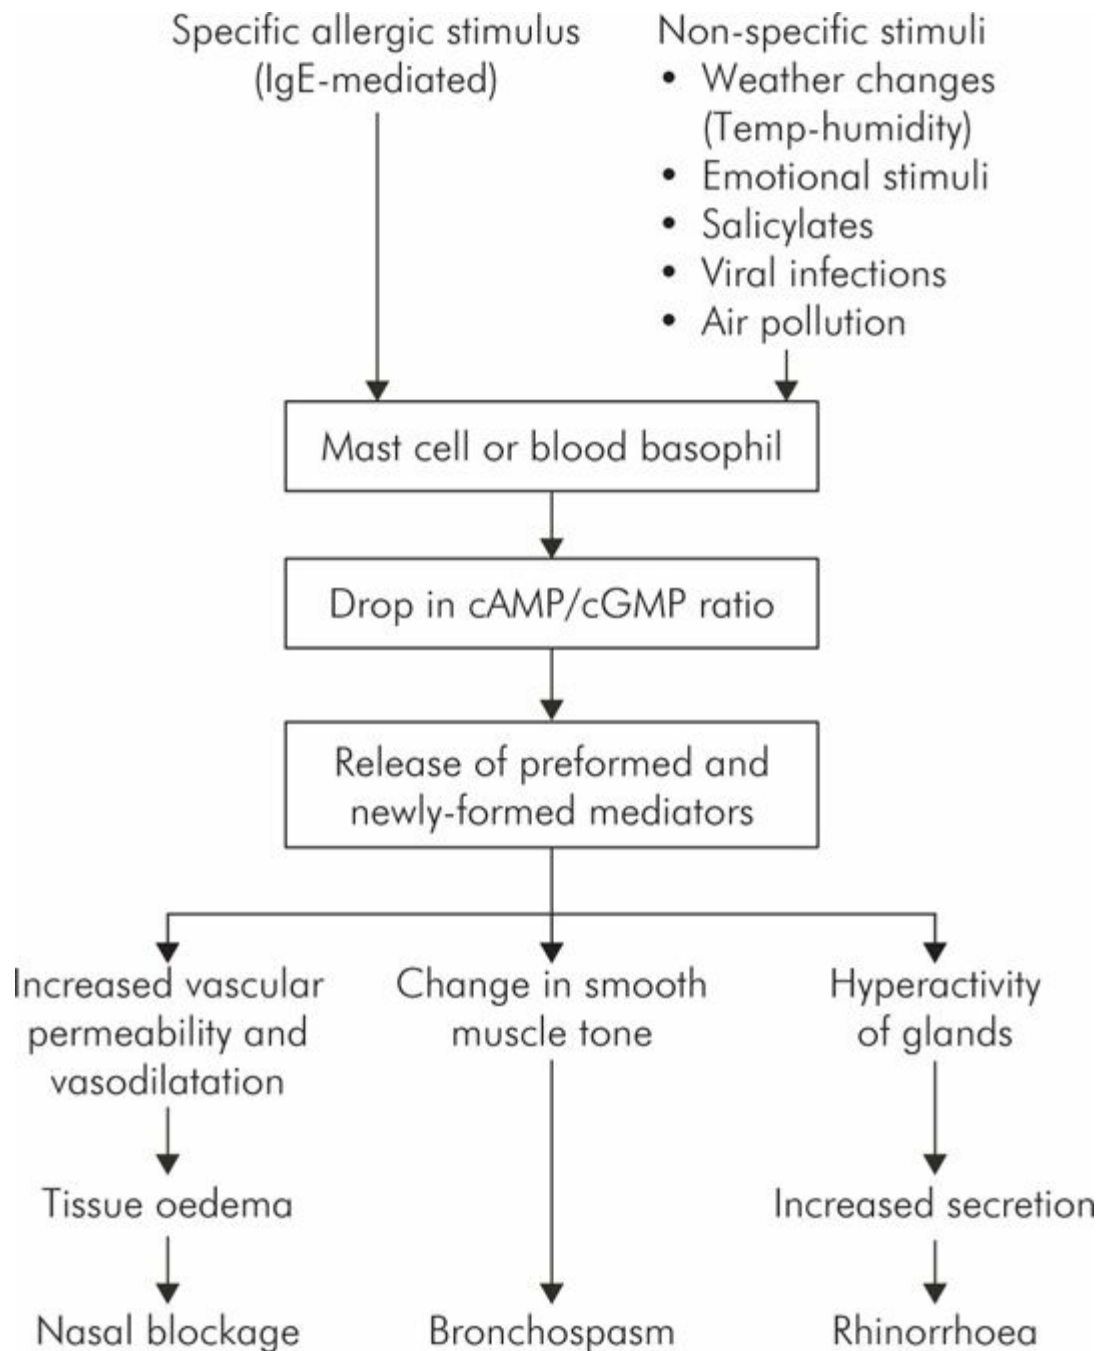 Specific allergic stimulus
(IgE-mediated)
Non-specific stimuli
• Weather changes
(Temp-humidity)
• Emotional stimuli
• Salicylates
• Viral infections
• Air pollution
Mast cell or blood basophil
Drop in cAMP/cGMP ratio
Release of preformed and
newly-formed mediators
Increased vascular
permeability and
vasodilatation
Change in smooth
muscle tone
Hyperactivity
of glands
Tissue oedema
Increased secretion
Nasal blockage
Bronchospasm
Rhinorrhoea